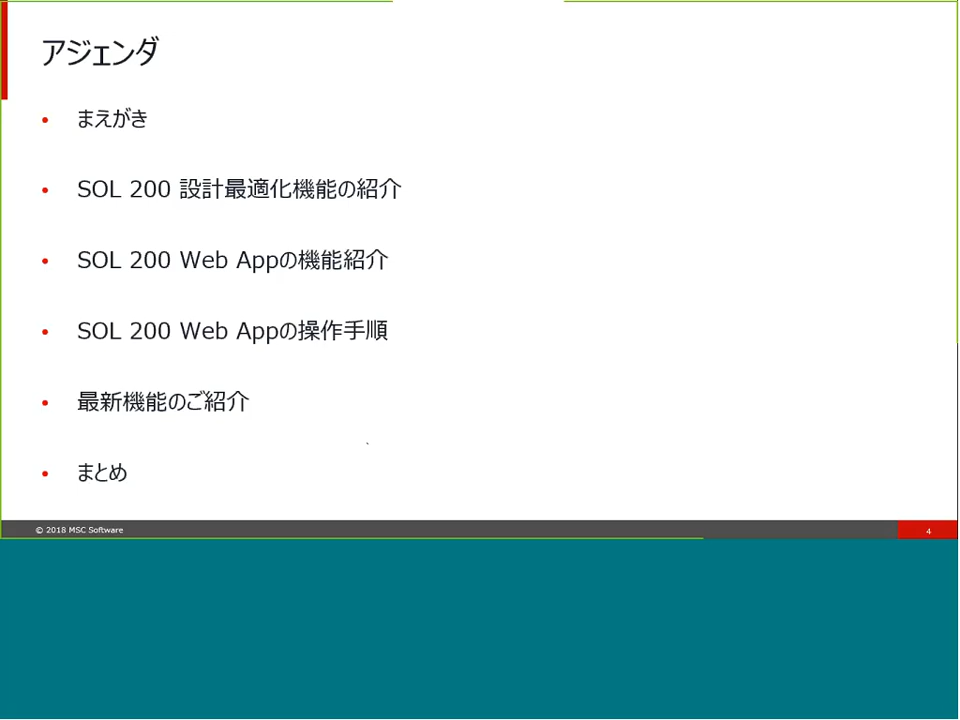 アジェンダ
まえがき
SOL 200 設計最適化機能の紹介
SOL 200 Web Appの機能紹介
SOL 200 Web Appの操作手順
最新機能のご紹介
まとめ
© 2018 MSC Software
4